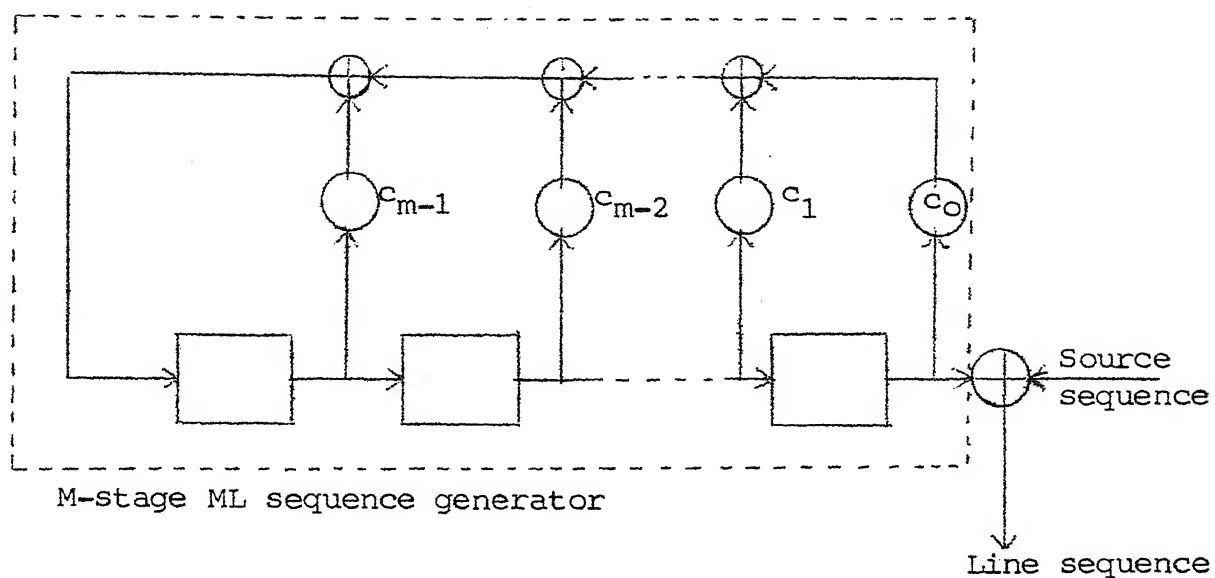 c_{m-1} c_{m-2} c_1 c_0
Source
sequence
M-stage ML sequence generator
Line sequence